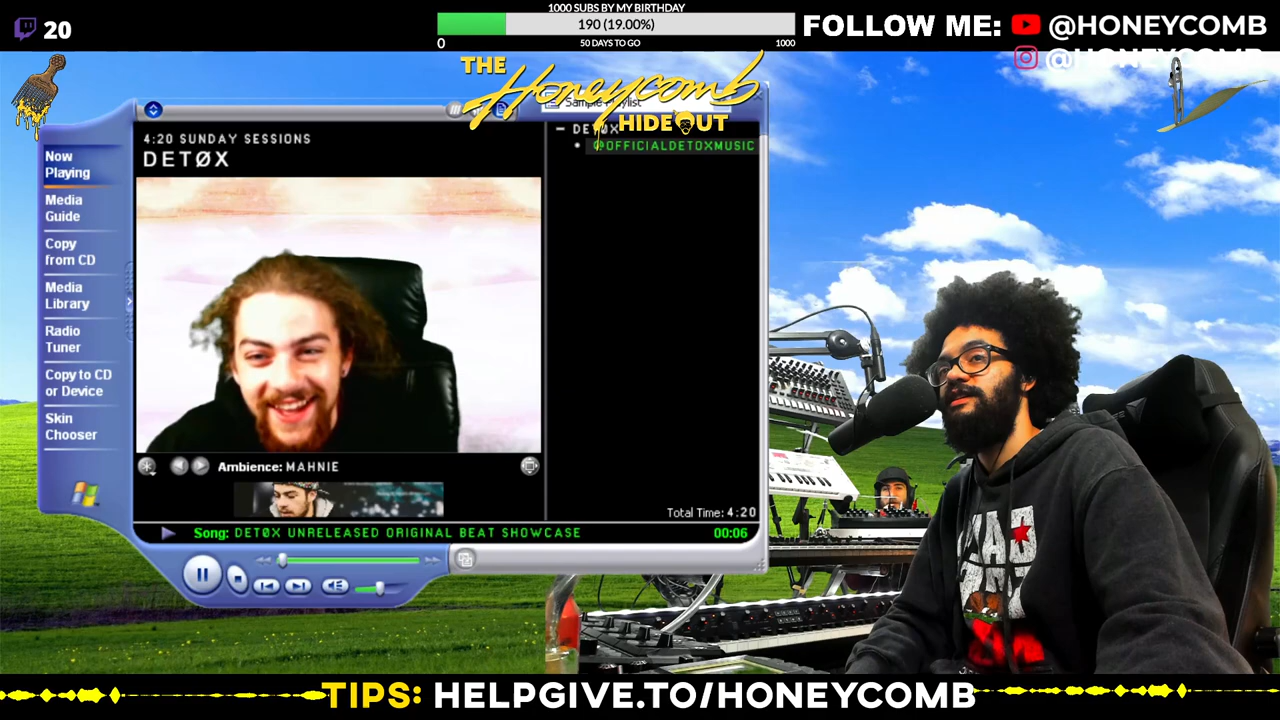 20
1000 SUBS BY MY BIRTHDAY
190 (19.00%)
0
50 DAYS TO GO
1000
FOLLOW ME:
@HONEYCOMB
@HONEYCOMB
THE
Honeycomb
HIDEOUT
Sample Playlist
4:20 SUNDAY SESSIONS
DETØX
DETØX
@OFFICIALDETOXMUSIC
Now
Playing
Media
Guide
Copy
from CD
Media
Library
Radio
Tuner
Copy to CD
or Device
Skin
Chooser
Ambience: MAHNIE
Total Time: 4:20
Song: DETØX UNRELEASED ORIGINAL BEAT SHOWCASE
00:06
TIPS: HELPGIVE.TO/HONEYCOMB